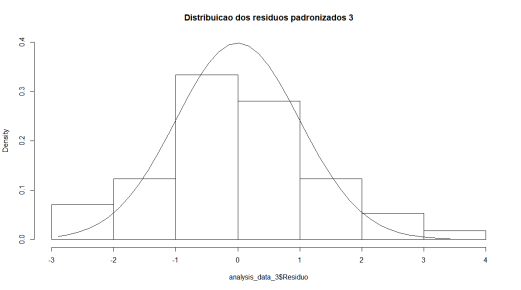 Distribuicao dos residuos padronizados 3
Density
0.4
0.3
0.2
0.1
0.0
-3 -2 -1 0 1 2 3 4
analysis_data_3$Residuo